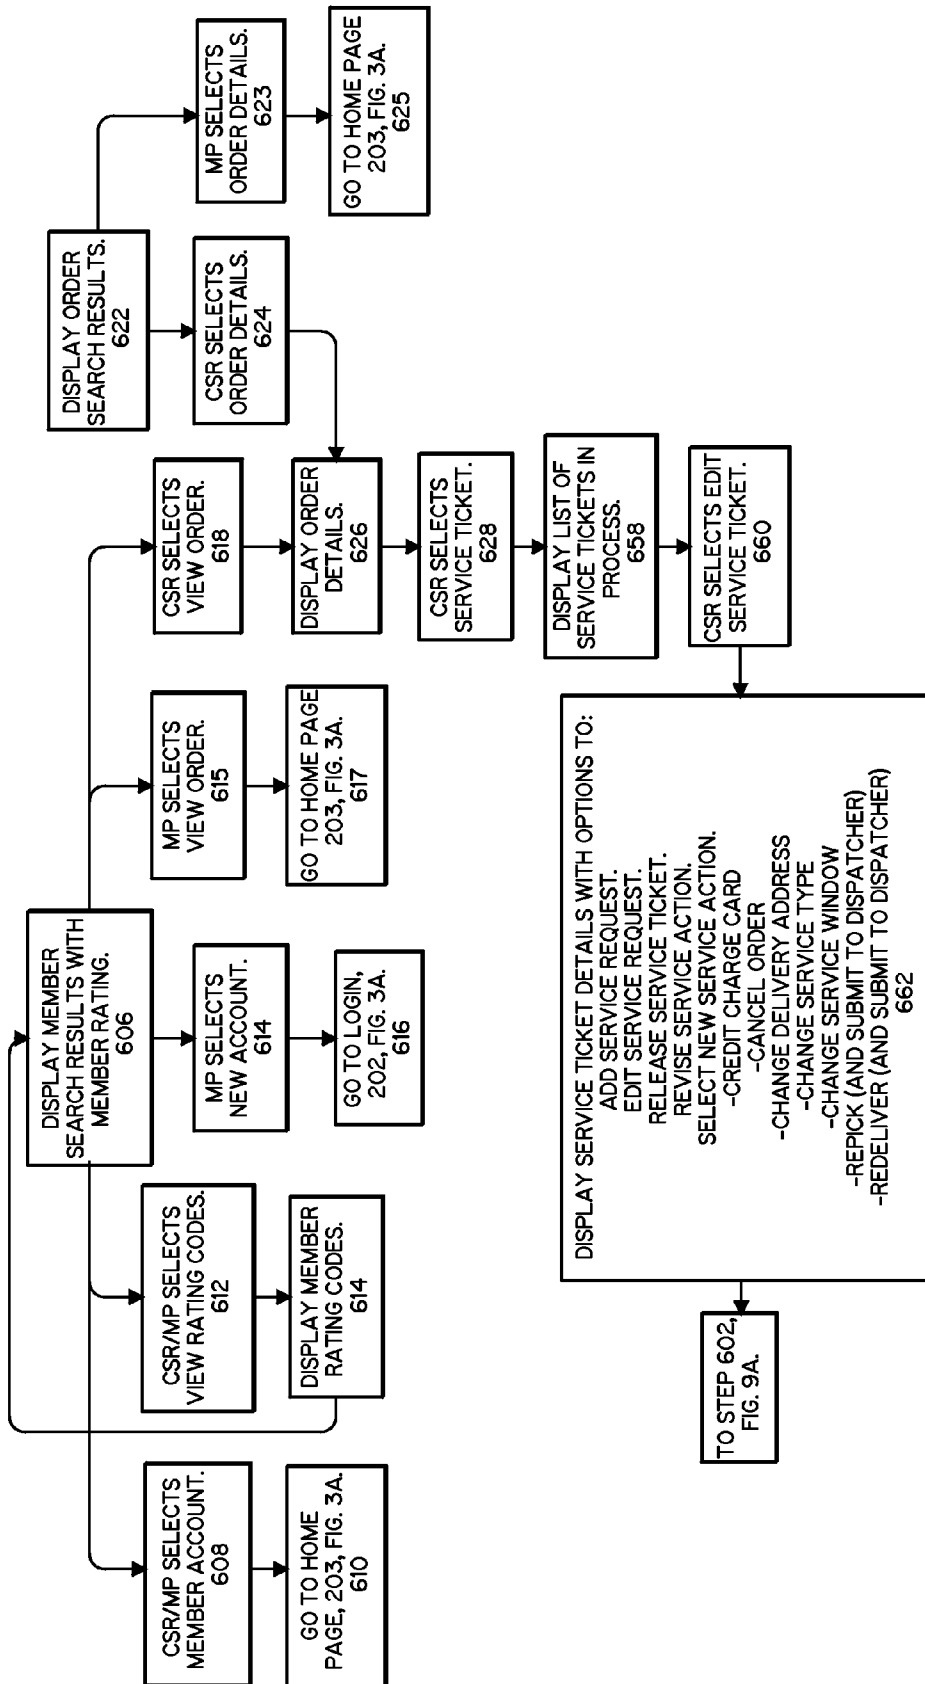 DISPLAY MEMBER
SEARCH RESULTS WITH
MEMBER RATING.
606
DISPLAY ORDER
SEARCH RESULTS.
622
CSR/MP SELECTS
MEMBER ACCOUNT.
608
CSR/MP SELECTS
VIEW RATING CODES.
612
MP SELECTS
NEW ACCOUNT.
614
MP SELECTS
VIEW ORDER.
615
CSR SELECTS
VIEW ORDER.
618
CSR SELECTS
ORDER DETAILS.
624
MP SELECTS
ORDER DETAILS.
623
GO TO HOME
PAGE, 203, FIG. 3A.
610
DISPLAY MEMBER
RATING CODES.
614
GO TO LOGIN,
202, FIG. 3A.
616
GO TO HOME PAGE
203, FIG. 3A.
617
DISPLAY ORDER
DETAILS.
626
GO TO HOME PAGE
203, FIG. 3A.
625
CSR SELECTS
SERVICE TICKET.
628
DISPLAY LIST OF
SERVICE TICKETS IN
PROCESS.
658
CSR SELECTS EDIT
SERVICE TICKET.
660
DISPLAY SERVICE TICKET DETAILS WITH OPTIONS TO:
ADD SERVICE REQUEST.
EDIT SERVICE REQUEST.
RELEASE SERVICE TICKET.
REVISE SERVICE ACTION.
SELECT NEW SERVICE ACTION.
-CREDIT CHARGE CARD
-CANCEL ORDER
-CHANGE DELIVERY ADDRESS
-CHANGE SERVICE TYPE
-CHANGE SERVICE WINDOW
-REPICK (AND SUBMIT TO DISPATCHER)
-REDELIVER (AND SUBMIT TO DISPATCHER)
662
TO STEP 602,
FIG. 9A.